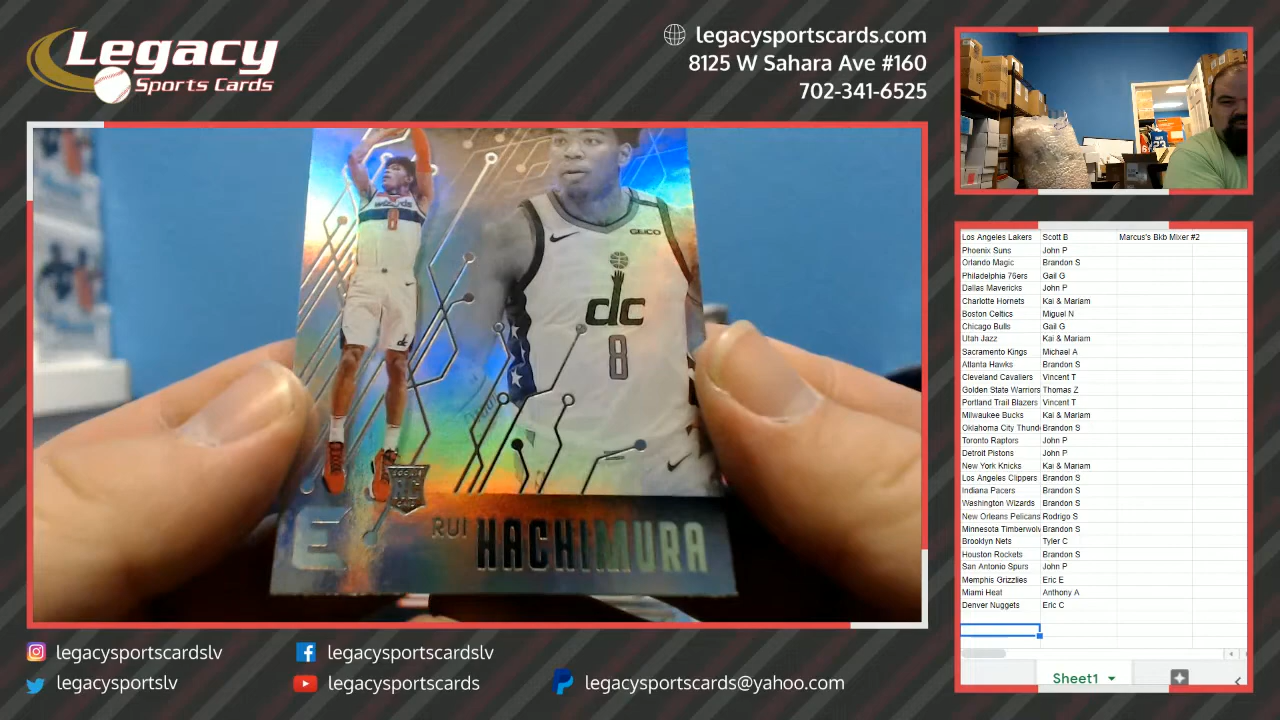 Legacy
Sports Cards
legacysportscards.com
8125 W Sahara Ave #160
702-341-6525
wizards
8
GEICO
dc
8
dc
RUI HACHIMURA
Los Angeles Lakers Scott B Marcus's Bkb Mixer #2
Phoenix Suns John P
Orlando Magic Brandon S
Philadelphia 76ers Gail G
Dallas Mavericks John P
Charlotte Hornets Kai & Mariam
Boston Celtics Miguel N
Chicago Bulls Gail G
Utah Jazz Kai & Mariam
Sacramento Kings Michael A
Atlanta Hawks Brandon S
Cleveland Cavaliers Vincent T
Golden State Warriors Thomas Z
Portland Trail Blazers Vincent T
Milwaukee Bucks Kai & Mariam
Oklahoma City Thund Brandon S
Toronto Raptors John P
Detroit Pistons John P
New York Knicks Kai & Mariam
Los Angeles Clippers Brandon S
Indiana Pacers Brandon S
Washington Wizards Brandon S
New Orleans Pelicans Rodrigo S
Minnesota Timberwolv Brandon S
Brooklyn Nets Tyler C
Houston Rockets Brandon S
San Antonio Spurs John P
Memphis Grizzlies Eric E
Miami Heat Anthony A
Denver Nuggets Eric C
Sheet1
legacysportscardslv
legacysportscardslv
legacysportslv
legacysportscards
legacysportscards@yahoo.com